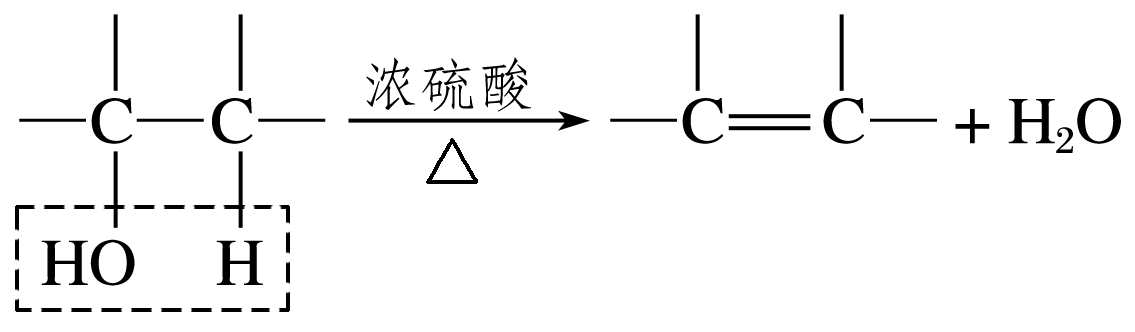 浓硫酸
—C—C— → —C=C— + H₂O
△
HO H